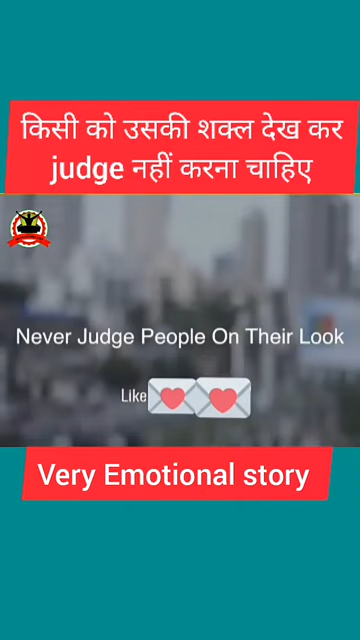 किसी को उसकी शक्ल देख कर
judge नहीं करना चाहिए
Never Judge People On Their Look
Like
Very Emotional story